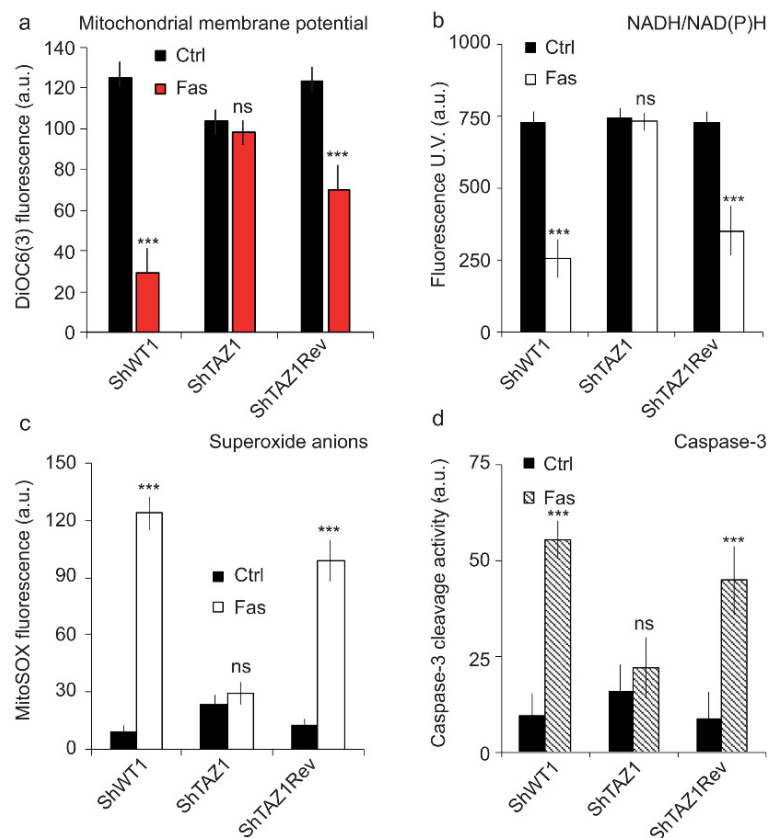 a
Mitochondrial membrane potential
DiOC6(3) fluorescence (a.u.)
140
120
100
80
60
40
20
0
Ctrl
Fas
***
ns
***
ShWT1
ShTAZ1
ShTAZ1Rev
b
NADH/NAD(P)H
Fluorescence U.V. (a.u.)
1000
750
500
250
0
Ctrl
Fas
***
ns
***
ShWT1
ShTAZ1
ShTAZ1Rev
c
Superoxide anions
MitoSOX fluorescence (a.u.)
150
120
90
60
30
0
Ctrl
Fas
***
ns
***
ShWT1
ShTAZ1
ShTAZ1Rev
d
Caspase-3
Caspase-3 cleavage activity (a.u.)
75
50
25
0
Ctrl
Fas
***
ns
***
ShWT1
ShTAZ1
ShTAZ1Rev